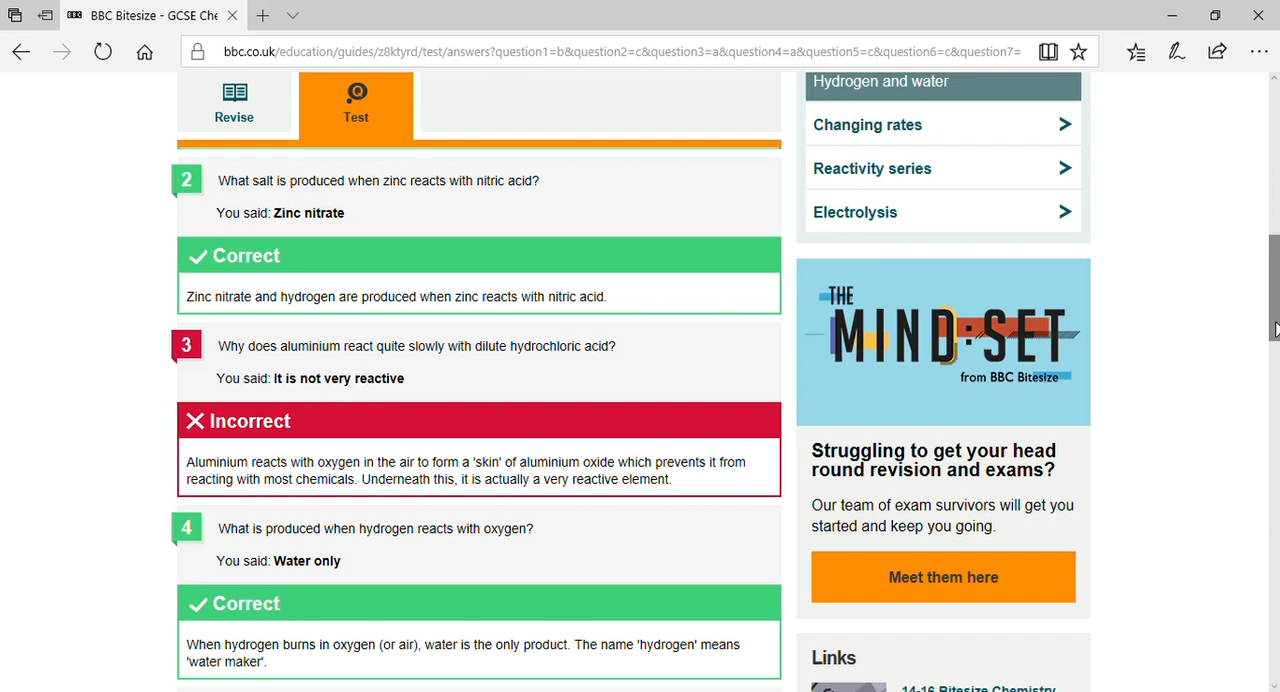 BBC BBC Bitesize - GCSE Che
bbc.co.uk/education/guides/z8ktyrd/test/answers?question1=b&question2=c&question3=a&question4=a&question5=c&question6=c&question7=
Revise
Test
2 What salt is produced when zinc reacts with nitric acid?
You said: Zinc nitrate
Correct
Zinc nitrate and hydrogen are produced when zinc reacts with nitric acid.
3 Why does aluminium react quite slowly with dilute hydrochloric acid?
You said: It is not very reactive
Incorrect
Aluminium reacts with oxygen in the air to form a 'skin' of aluminium oxide which prevents it from
reacting with most chemicals. Underneath this, it is actually a very reactive element.
4 What is produced when hydrogen reacts with oxygen?
You said: Water only
Correct
When hydrogen burns in oxygen (or air), water is the only product. The name 'hydrogen' means
'water maker'.
Hydrogen and water
Changing rates
Reactivity series
Electrolysis
THE
MIND:SET
from BBC Bitesize
Struggling to get your head
round revision and exams?
Our team of exam survivors will get you
started and keep you going.
Meet them here
Links
14-16 Bitesize Chemistry